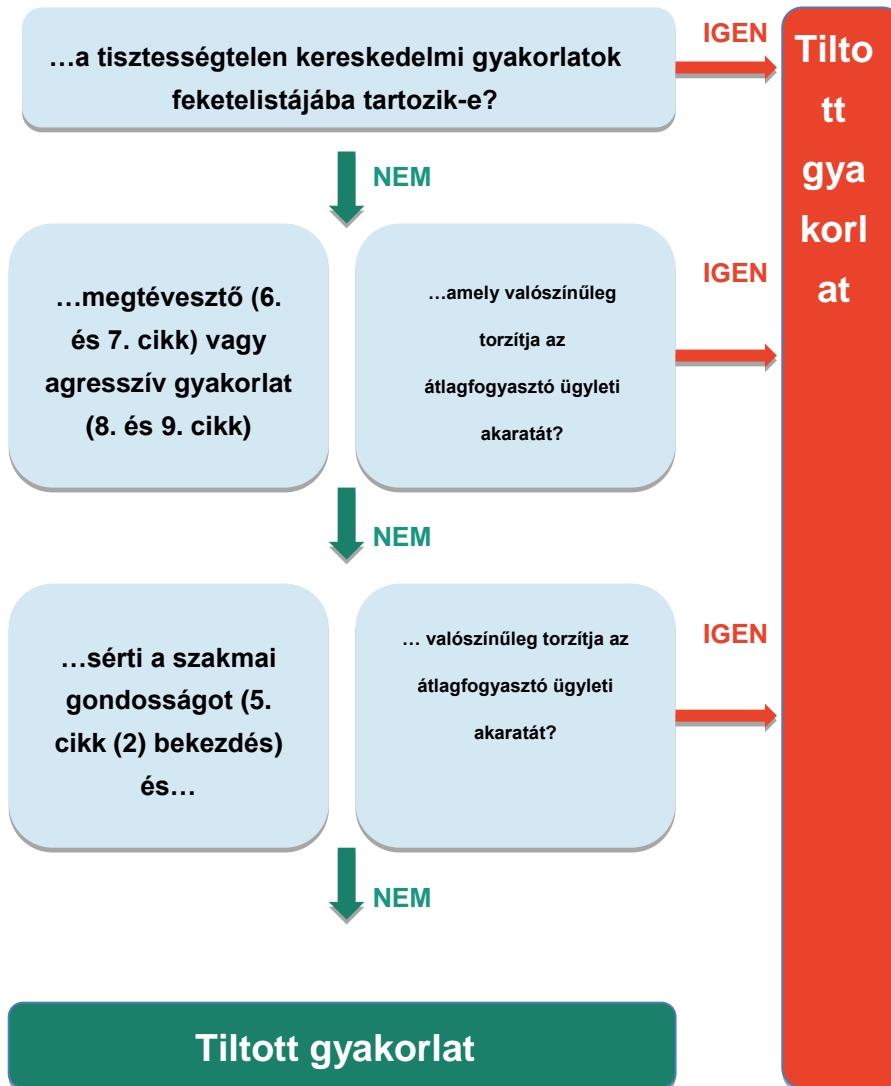 …a tisztességtelen kereskedelmi gyakorlatok
feketelistájába tartozik-e?
IGEN
Tilto
tt
gya
korl
at
NEM
…megtévesztő (6.
és 7. cikk) vagy
agresszív gyakorlat
(8. és 9. cikk)
…amely valószínűleg
torzítja az
átlagfogyasztó ügyleti
akaratát?
IGEN
NEM
…sérti a szakmai
gondosságot (5.
cikk (2) bekezdés)
és…
… valószínűleg torzítja az
átlagfogyasztó ügyleti
akaratát?
IGEN
NEM
Tiltott gyakorlat